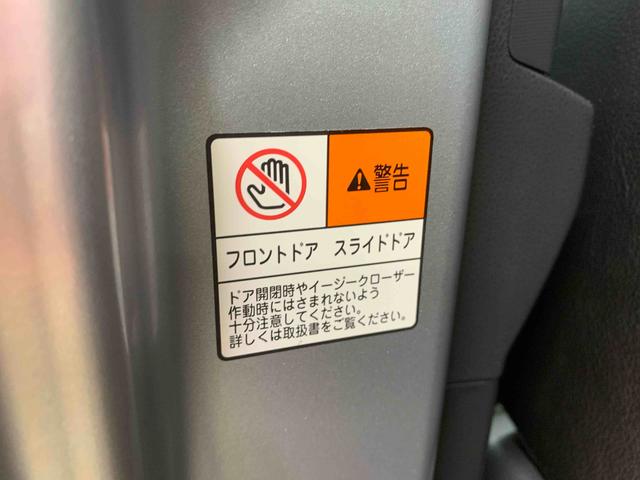 警告
フロントドア スライドドア
ドア開閉時やイージークローザー
作動時にはさまれないよう
十分注意してください。
詳しくは取扱書をご覧ください。